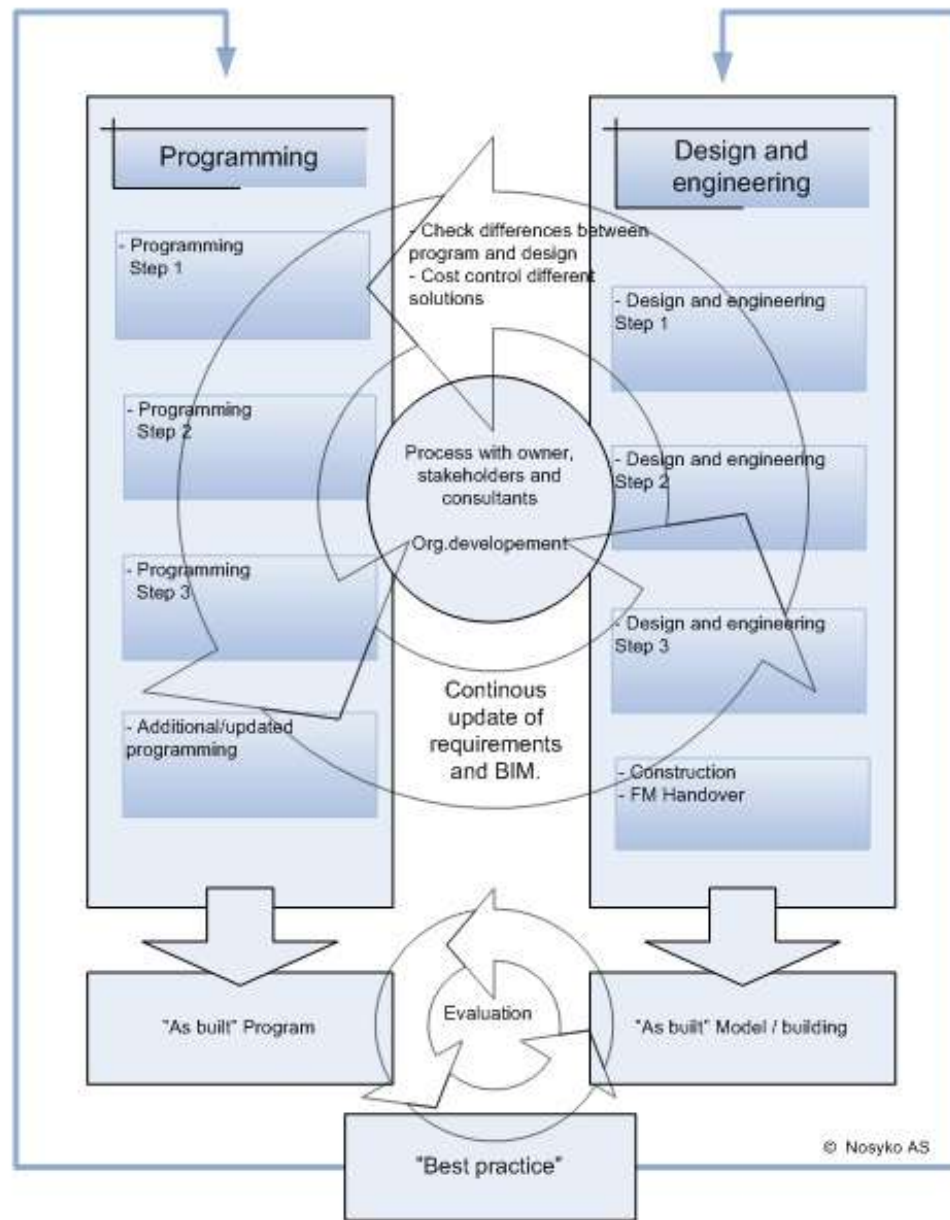 Programming
- Programming
Step 1
- Programming
Step 2
- Programming
Step 3
- Additional/updated
programming
- Check differences between
program and design
- Cost control different
solutions
Process with owner,
stakeholders and
consultants
Org.developement
Continous
update of
requirements
and BIM.
Design and
engineering
- Design and engineering
Step 1
- Design and engineering
Step 2
- Design and engineering
Step 3
- Construction
- FM Handover
"As built" Program
Evaluation
"As built" Model / building
"Best practice"
© Nosyko AS